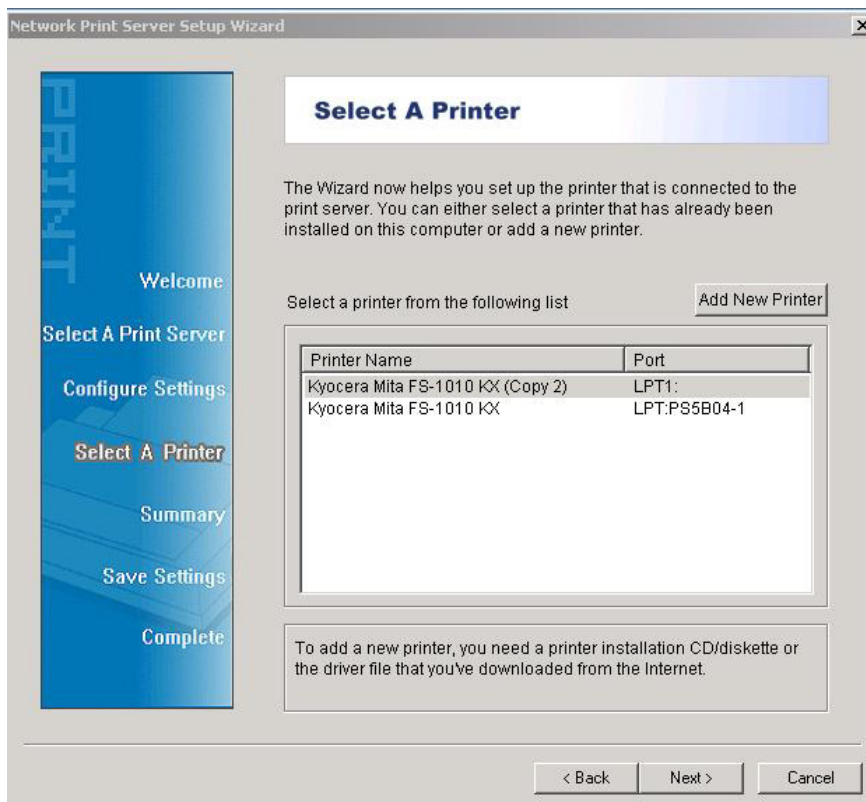 Network Print Server Setup Wizard
PRINT
Select A Printer
The Wizard now helps you set up the printer that is connected to the
print server. You can either select a printer that has already been
installed on this computer or add a new printer.
Welcome
Select A Print Server
Configure Settings
Select A Printer
Summary
Save Settings
Complete
Select a printer from the following list
Add New Printer
Printer Name Port
Kyocera Mita FS-1010 KX (Copy 2) LPT1:
Kyocera Mita FS-1010 KX LPT:PS5B04-1
To add a new printer, you need a printer installation CD/diskette or
the driver file that you've downloaded from the Internet.
< Back Next > Cancel